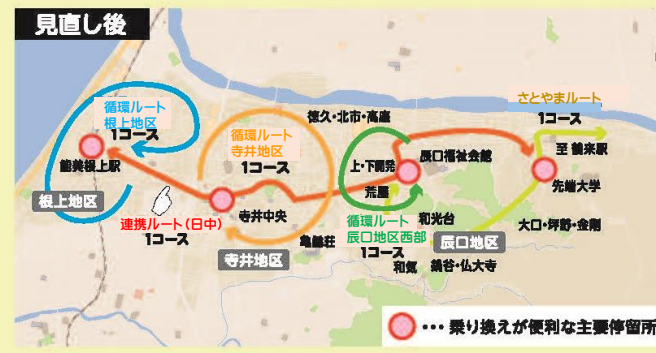 見直し後
循環ルート
根上地区
1コース
能美根上駅
根上地区
連携ルート(日中)
1コース
循環ルート
寺井地区
1コース
寺井中央
寺井地区
亀齢荘
徳久・北市・高座
上・下開発
荒屋
循環ルート
辰口地区西部
1コース
辰口福祉会館
和光台
辰口地区
和気
鍋谷・仏大寺
さとやまルート
1コース
至 鶴来駅
先端大学
大口・坪野・金剛
…乗り換えが便利な主要停留所